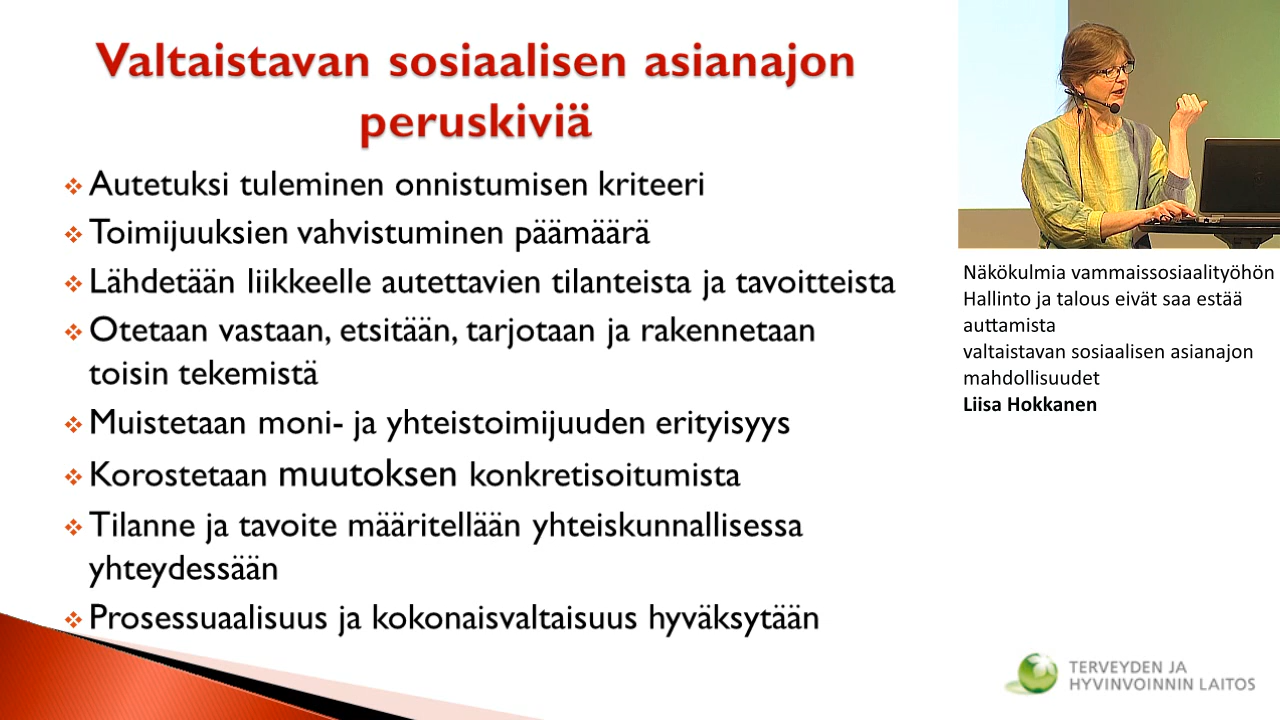 Valtaistavan sosiaalisen asianajon
peruskiviä
Autetuksi tuleminen onnistumisen kriteeri
Toimijuuksien vahvistuminen päämäärä
Lähdetään liikkeelle autettavien tilanteista ja tavoitteista
Otetaan vastaan, etsitään, tarjotaan ja rakennetaan
toisin tekemistä
Muistetaan moni- ja yhteistoimijuuden erityisyys
Korostetaan muutoksen konkretisoitumista
Tilanne ja tavoite määritellään yhteiskunnallisessa
yhteydessään
Prosessuaalisuus ja kokonaisvaltaisuus hyväksytään
Näkökulmia vammaissosiaalityöhön
Hallinto ja talous eivät saa estää
auttamista
valtaistavan sosiaalisen asianajon
mahdollisuudet
Liisa Hokkanen
TERVEYDEN JA
HYVINVOINNIN LAITOS